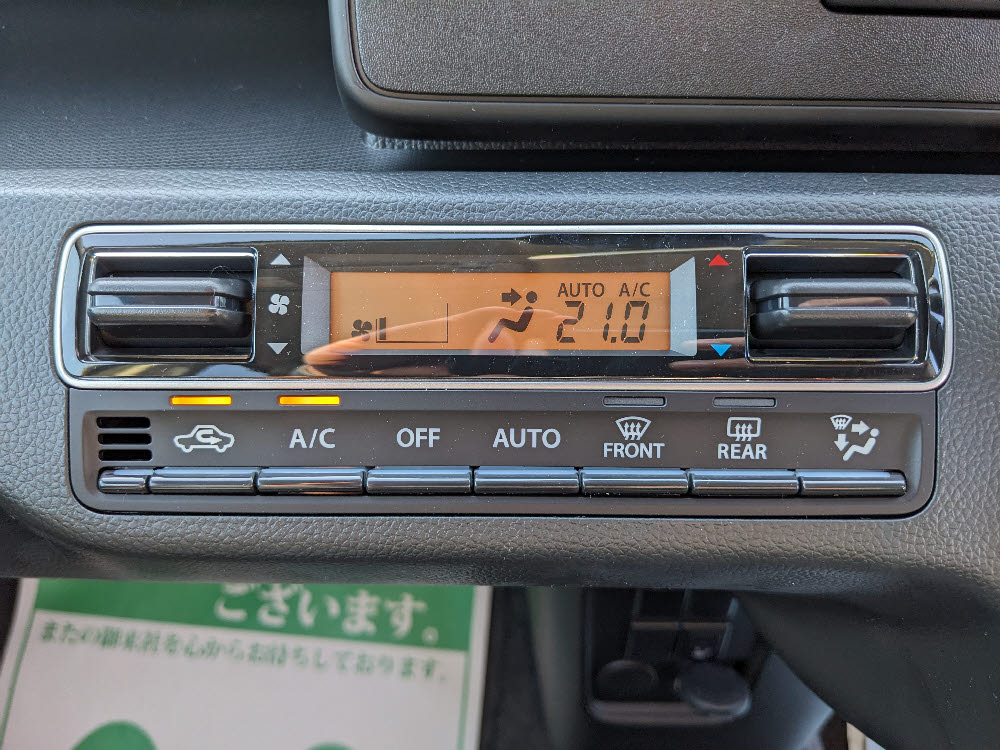 AUTO A/C
21.0
A/C OFF AUTO FRONT REAR
ございます。
またの御来社を心からお待ちしております。